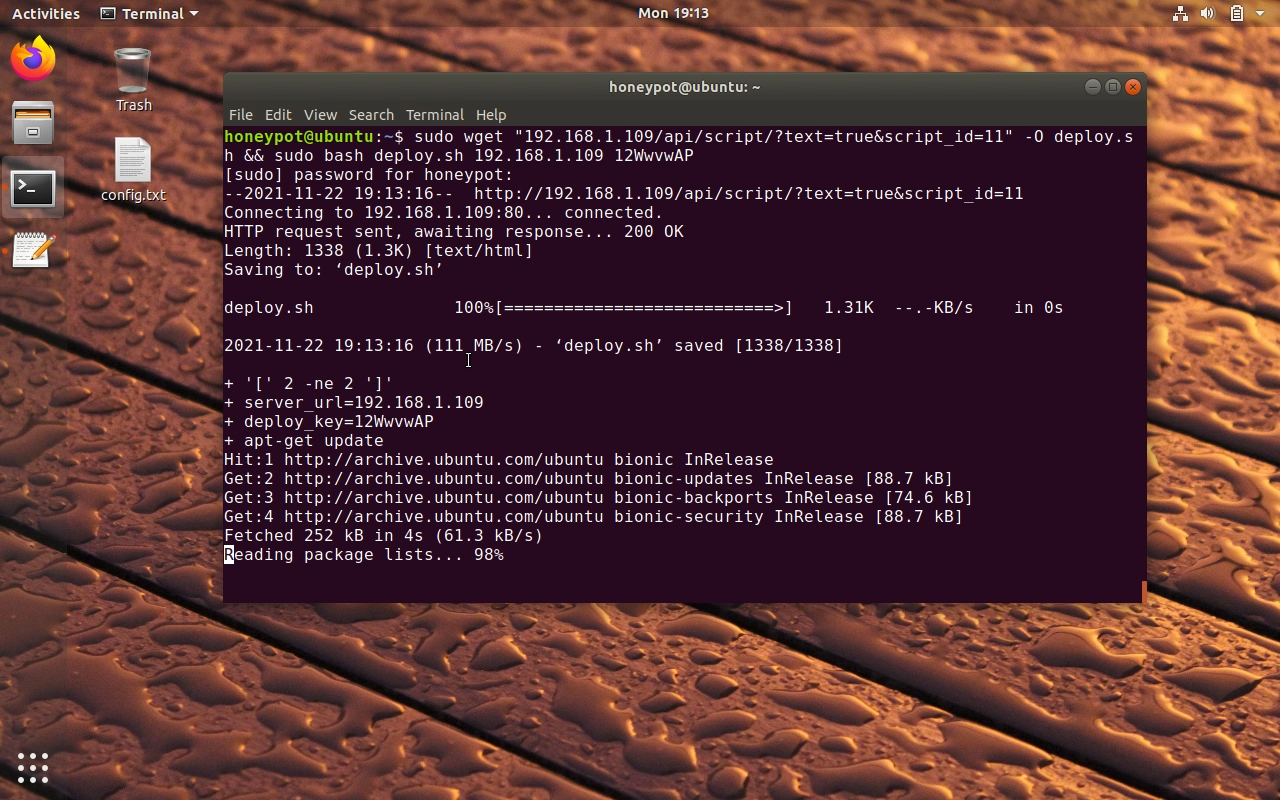 Activities Terminal Mon 19:13
Trash
config.txt
honeypot@ubuntu: ~
File Edit View Search Terminal Help
honeypot@ubuntu:~$ sudo wget "192.168.1.109/api/script/?text=true&script_id=11" -O deploy.s
h && sudo bash deploy.sh 192.168.1.109 12WwvwAP
[sudo] password for honeypot:
--2021-11-22 19:13:16-- http://192.168.1.109/api/script/?text=true&script_id=11
Connecting to 192.168.1.109:80... connected.
HTTP request sent, awaiting response... 200 OK
Length: 1338 (1.3K) [text/html]
Saving to: ‘deploy.sh’
deploy.sh 100%[===========================>] 1.31K --.-KB/s in 0s
2021-11-22 19:13:16 (111 MB/s) - ‘deploy.sh’ saved [1338/1338]
+ '[' 2 -ne 2 ']'
+ server_url=192.168.1.109
+ deploy_key=12WwvwAP
+ apt-get update
Hit:1 http://archive.ubuntu.com/ubuntu bionic InRelease
Get:2 http://archive.ubuntu.com/ubuntu bionic-updates InRelease [88.7 kB]
Get:3 http://archive.ubuntu.com/ubuntu bionic-backports InRelease [74.6 kB]
Get:4 http://archive.ubuntu.com/ubuntu bionic-security InRelease [88.7 kB]
Fetched 252 kB in 4s (61.3 kB/s)
Reading package lists... 98%